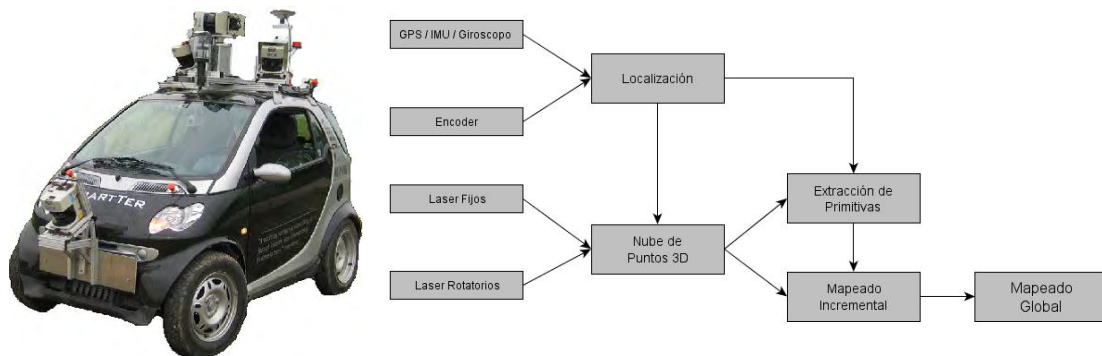 GPS / IMU / Giroscopo
Encoder
Localización
Laser Fijos
Laser Rotatorios
Nube de
Puntos 3D
Extracción de
Primitivas
Mapeado
Incremental
Mapeado
Global